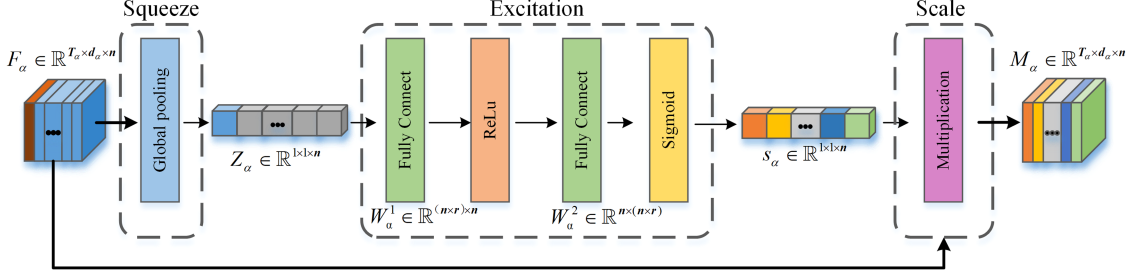 Squeeze
Excitation
Scale
F_α ∈ ℝ^{T_α×d_α×n}
Global pooling
Z_α ∈ ℝ^{1×1×n}
Fully Connect
W_α^1 ∈ ℝ^{(n×r)×n}
ReLu
Fully Connect
W_α^2 ∈ ℝ^{n×(n×r)}
Sigmoid
s_α ∈ ℝ^{1×1×n}
Multiplication
M_α ∈ ℝ^{T_α×d_α×n}